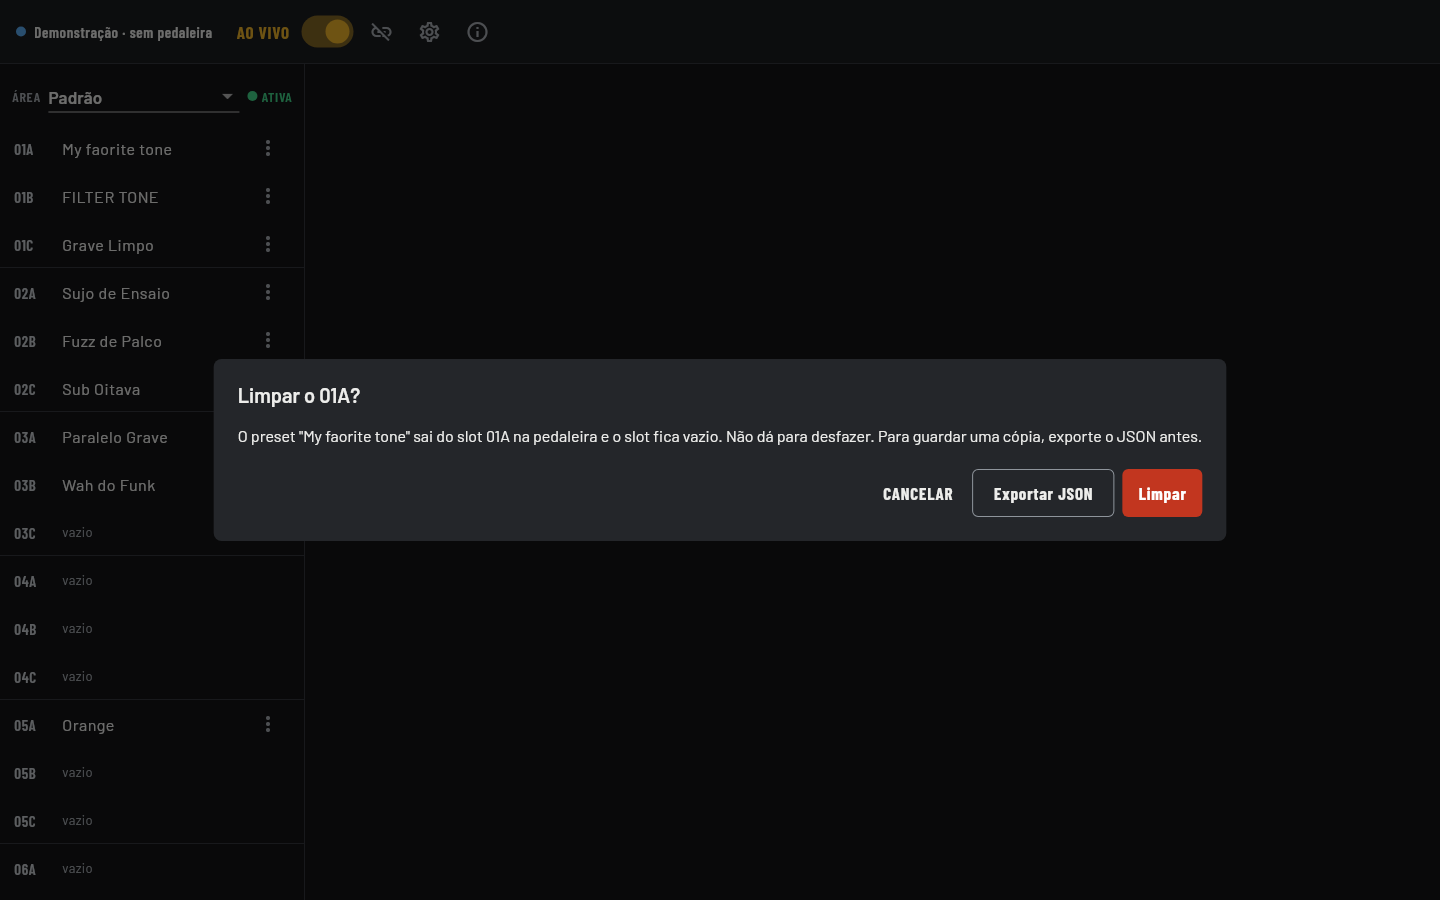 Demonstração · sem pedaleira AO VIVO
ÁREA Padrão ATIVA
01A My faorite tone
01B FILTER TONE
01C Grave Limpo
02A Sujo de Ensaio
02B Fuzz de Palco
02C Sub Oitava
03A Paralelo Grave
03B Wah do Funk
03C vazio
04A vazio
04B vazio
04C vazio
05A Orange
05B vazio
05C vazio
06A vazio
Limpar o 01A?
O preset "My faorite tone" sai do slot 01A na pedaleira e o slot fica vazio. Não dá para desfazer. Para guardar uma cópia, exporte o JSON antes.
CANCELAR Exportar JSON Limpar